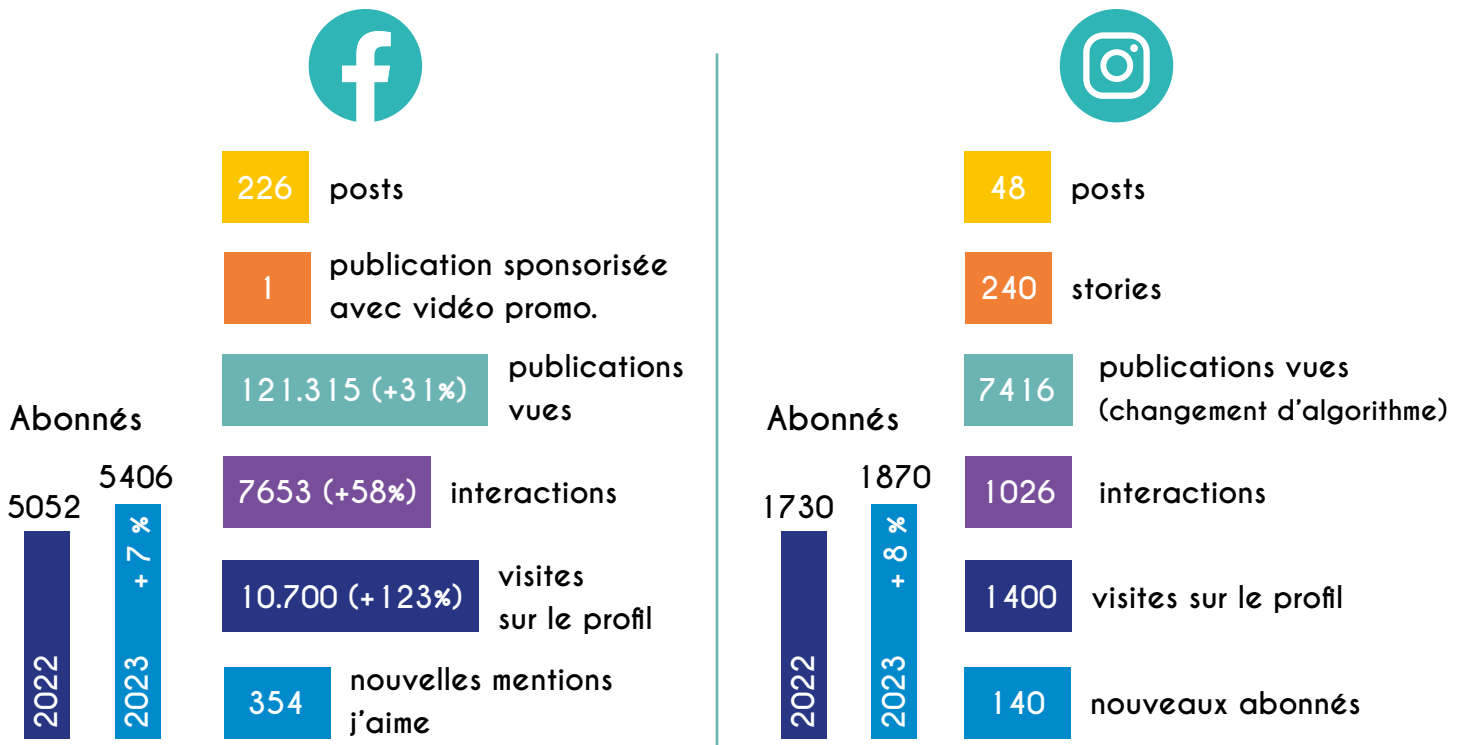 226 posts
1 publication sponsorisée
avec vidéo promo.
121.315 (+31%) publications
vues
Abonnés
5052
5406
2022
2023 + 7 %
7653 (+58%) interactions
10.700 (+123%) visites
sur le profil
354 nouvelles mentions
j'aime
48 posts
240 stories
7416 publications vues
(changement d'algorithme)
Abonnés
1730
1870
2022
2023 + 8 %
1026 interactions
1400 visites sur le profil
140 nouveaux abonnés